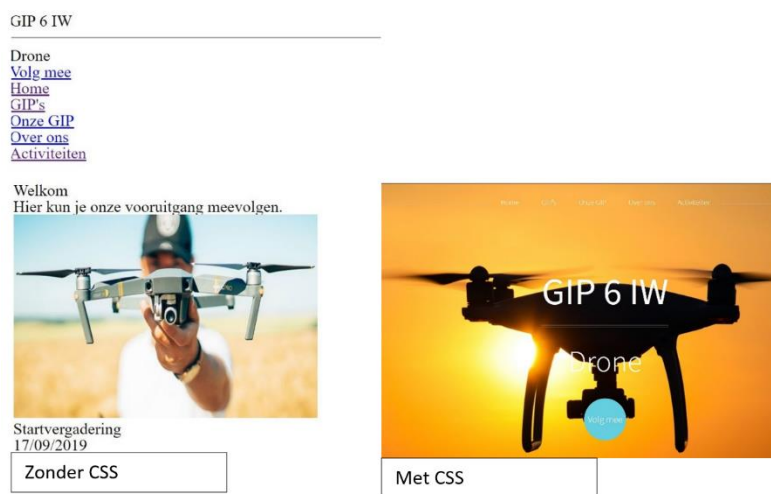 GIP 6 IW
Drone
Volg mee
Home
GIP's
Onze GIP
Over ons
Activiteiten
Welkom
Hier kun je onze vooruitgang meevolgen.
Startvergadering
17/09/2019
Zonder CSS
Home GIP's Onze GIP Over ons Activiteiten
GIP 6 IW
Drone
Volg mee
Met CSS